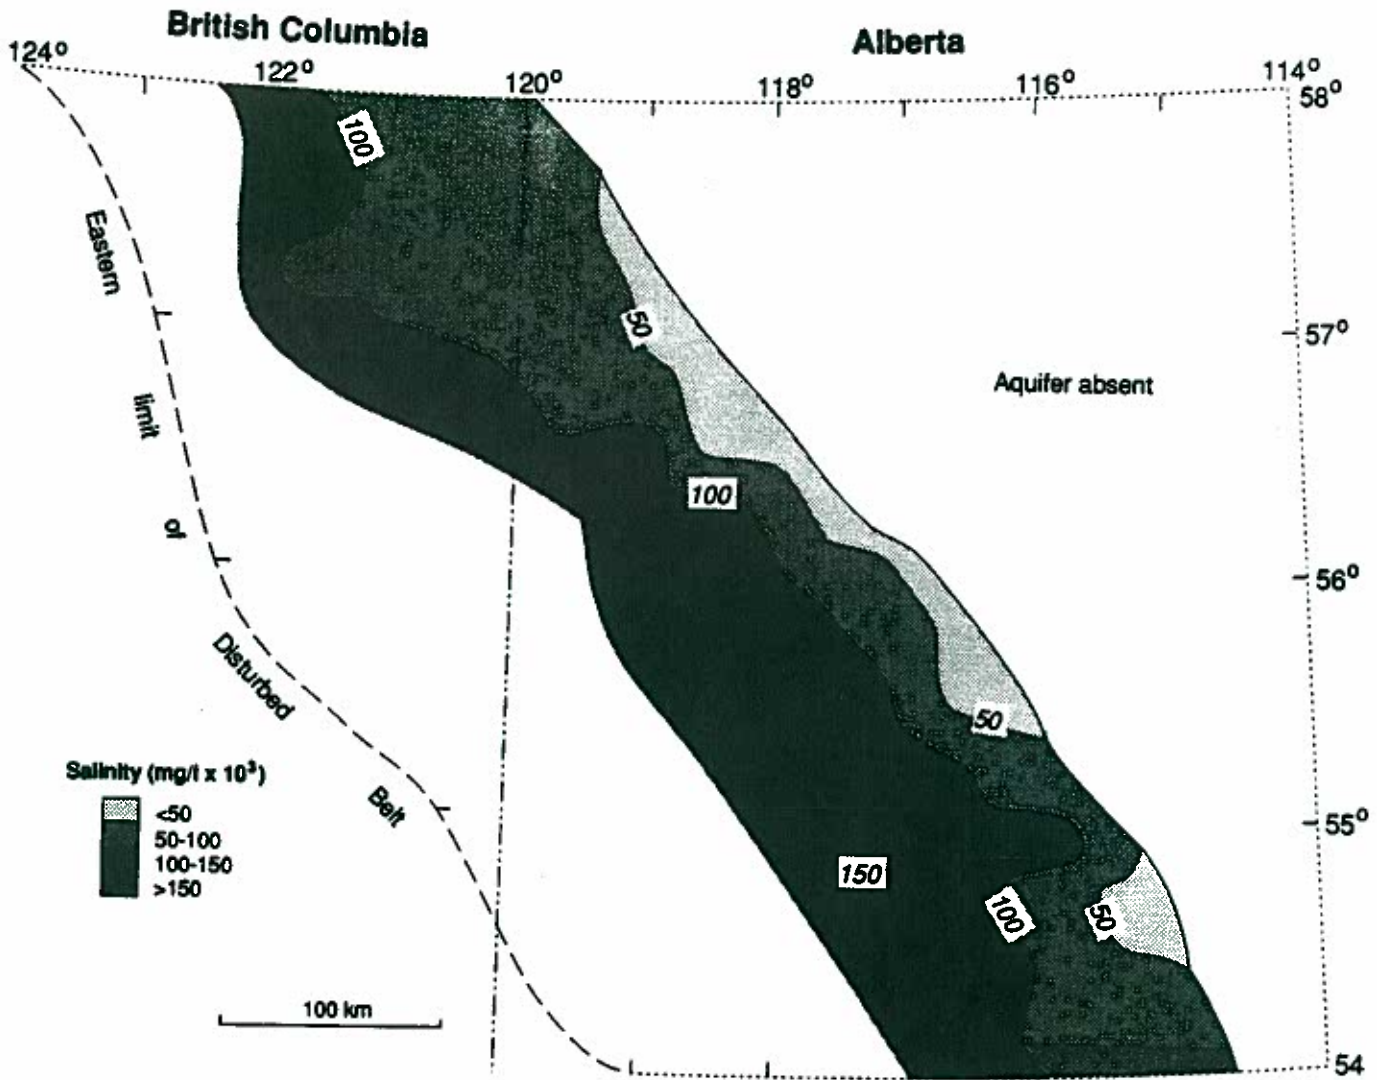 British Columbia
Alberta
124°
122°
120°
118°
116°
114°
58°
100
Eastern
50
57°
Aquifer absent
limit
100
of
56°
Disturbed
50
Salinity (mg/l x 10³)
<50
50-100
100-150
>150
Belt
55°
150
100
50
100 km
54